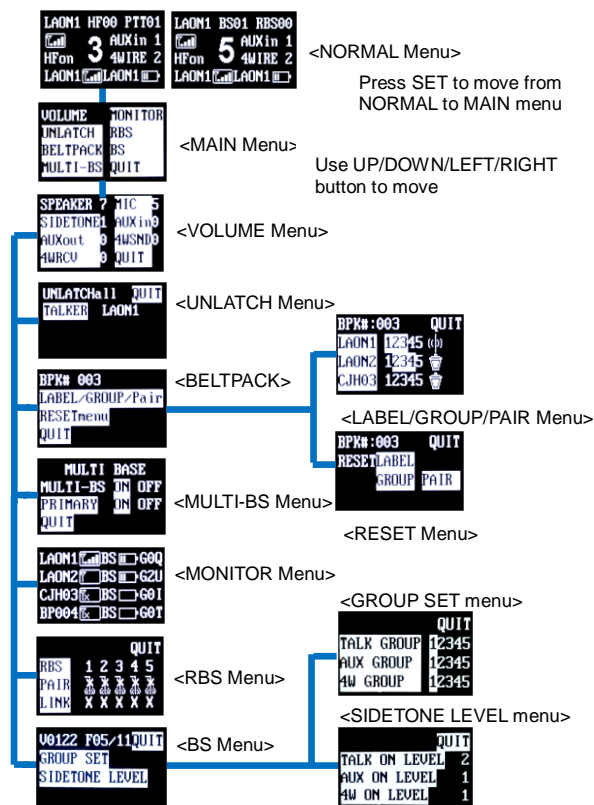 LAON1 HF00 PTT01
AUXin 1
HFon 3 4WIRE 2
LAON1 LAON1
LAON1 BS01 RBS00
AUXin 1
HFon 5 4WIRE 2
LAON1 LAON1
<NORMAL Menu>
Press SET to move from
NORMAL to MAIN menu
VOLUME MONITOR
UNLATCH RBS
BELTPACK BS
MULTI-BS QUIT
<MAIN Menu>
Use UP/DOWN/LEFT/RIGHT
button to move
SPEAKER 7 MIC 5
SIDETONE1 AUXin0
AUXout 0 4WSND0
4WRCV 0 QUIT
<VOLUME Menu>
UNLATCHall QUIT
TALKER LAON1
<UNLATCH Menu>
BPK# 003
LABEL/GROUP/Pair
RESETmenu
QUIT
<BELTPACK>
BPK#:003 QUIT
LAON1 12345
LAON2 12345
CJH03 12345
<LABEL/GROUP/PAIR Menu>
BPK#:003 QUIT
RESET LABEL
GROUP PAIR
<RESET Menu>
MULTI BASE
MULTI-BS ON OFF
PRIMARY ON OFF
QUIT
<MULTI-BS Menu>
LAON1 BS G0Q
LAON2 BS G2U
CJH03 BS G0I
BP004 BS G0T
<MONITOR Menu>
QUIT
RBS 1 2 3 4 5
PAIR
LINK X X X X X
<RBS Menu>
V0122 F05/11 QUIT
GROUP SET
SIDETONE LEVEL
<BS Menu>
<GROUP SET menu>
QUIT
TALK GROUP 12345
AUX GROUP 12345
4W GROUP 12345
<SIDETONE LEVEL menu>
QUIT
TALK ON LEVEL 2
AUX ON LEVEL 1
4W ON LEVEL 1